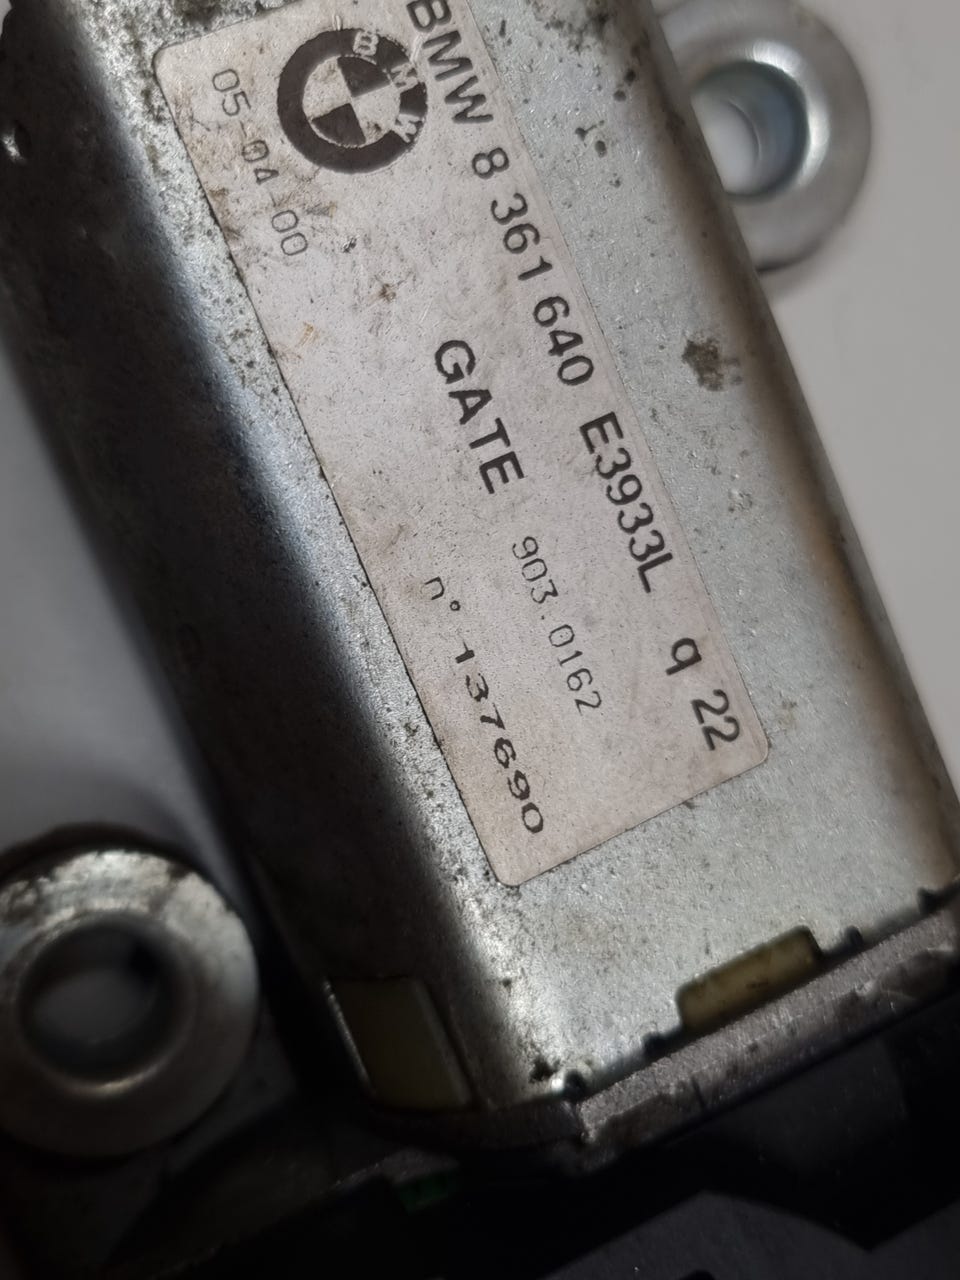 BMW
BMW 8 361 640 E3933L q 22
05-04-00
GATE 903.0162
n° 137690